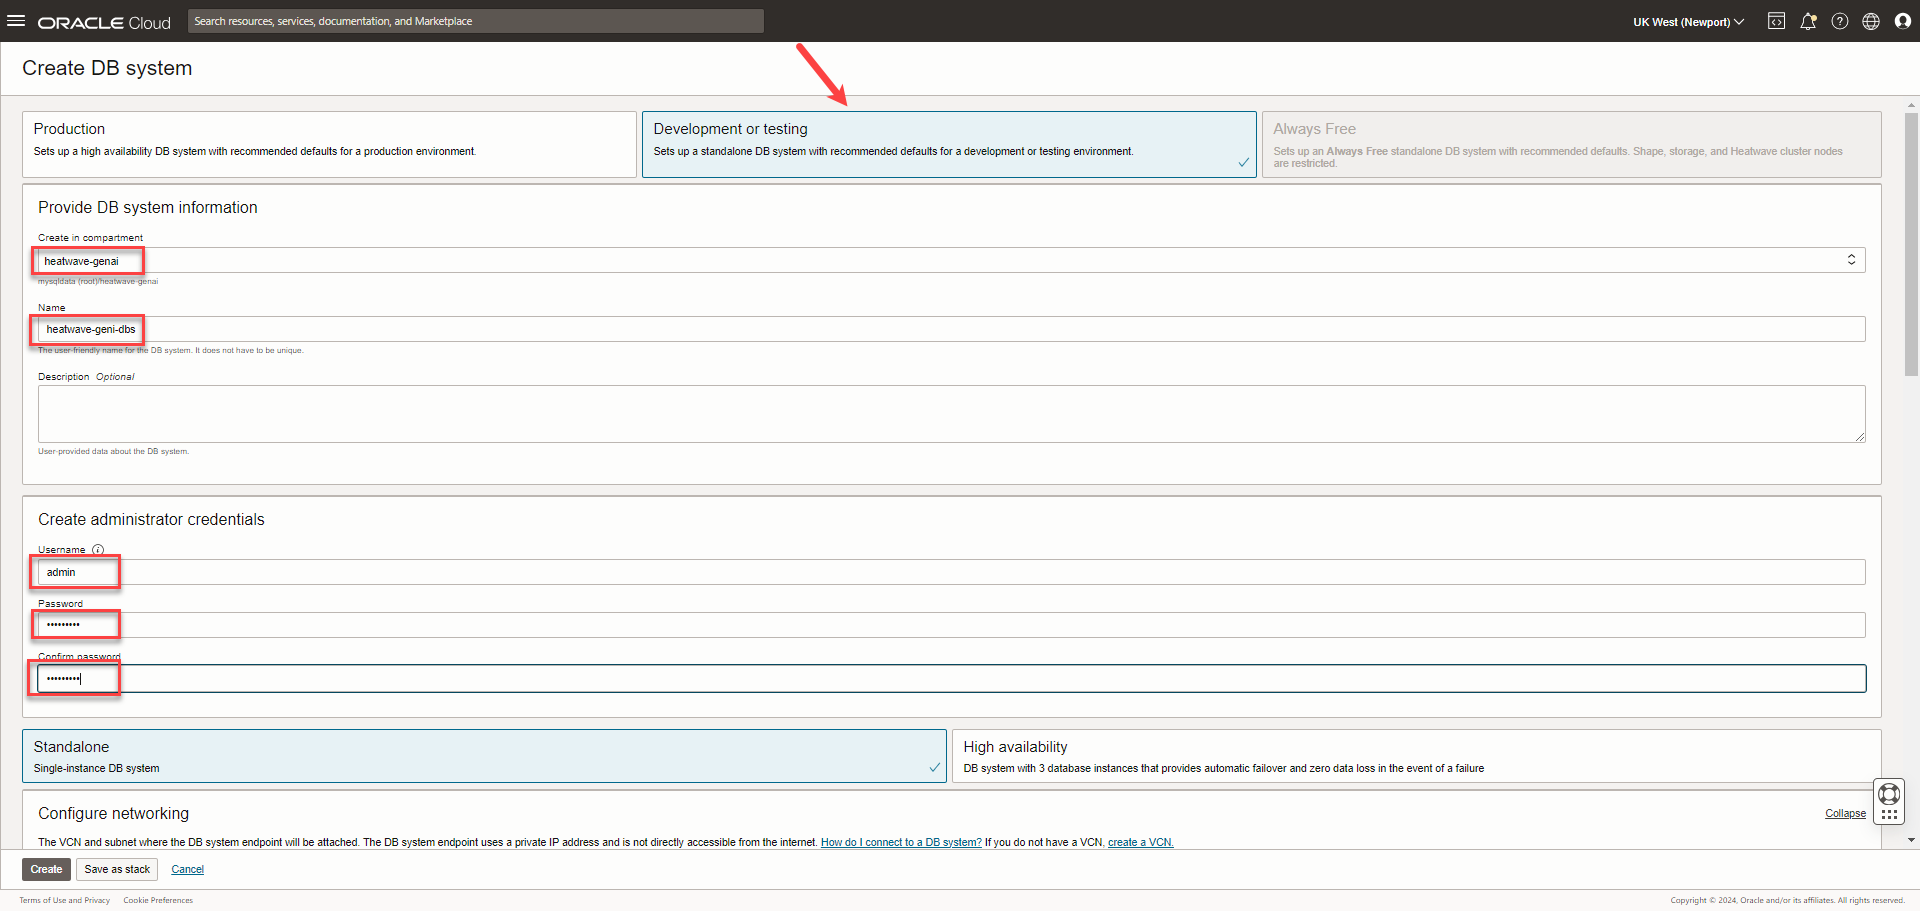 ORACLE Cloud
Search resources, services, documentation, and Marketplace
UK West (Newport)
Create DB system
Production
Sets up a high availability DB system with recommended defaults for a production environment.
Development or testing
Sets up a standalone DB system with recommended defaults for a development or testing environment.
Always Free
Sets up an Always Free standalone DB system with recommended defaults. Shape, storage, and Heatwave cluster nodes
are restricted.
Provide DB system information
Create in compartment
heatwave-genai
mysqldata (root)/heatwave-genai
Name
heatwave-geni-dbs
The user-friendly name for the DB system. It does not have to be unique.
Description Optional
User-provided data about the DB system.
Create administrator credentials
Username
admin
Password
•••••••••
Confirm password
•••••••••
Standalone
Single-instance DB system
High availability
DB system with 3 database instances that provides automatic failover and zero data loss in the event of a failure
Configure networking
Collapse
The VCN and subnet where the DB system endpoint will be attached. The DB system endpoint uses a private IP address and is not directly accessible from the internet. How do I connect to a DB system? If you do not have a VCN, create a VCN.
Create
Save as stack
Cancel
Terms of Use and Privacy
Cookie Preferences
Copyright © 2024, Oracle and/or its affiliates. All rights reserved.